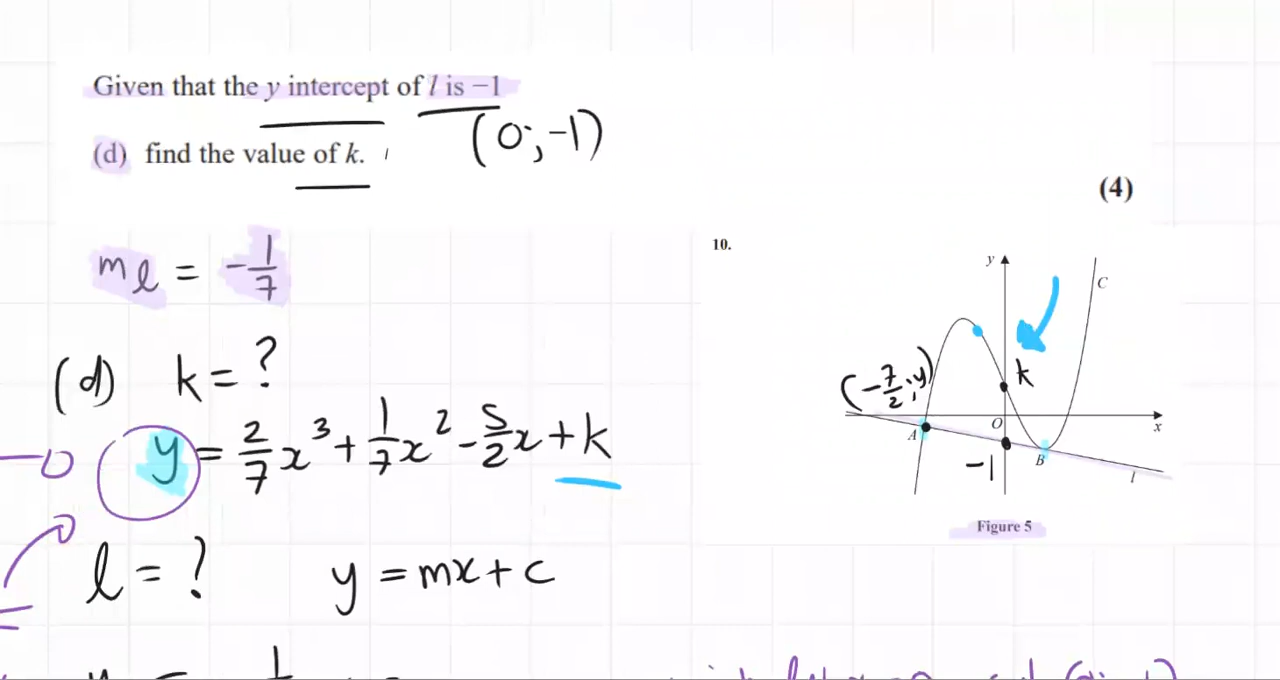 Given that the y intercept of l is −1
(0;-1)
(d) find the value of k.
(4)
mℓ = -1/7
10.
y
C
(d) k = ?
(-7/2; y)
k
y = 2/7 x³ + 1/7 x² - 5/2 x + k
A
O
x
-1
B
l
Figure 5
ℓ = ? y = mx + c